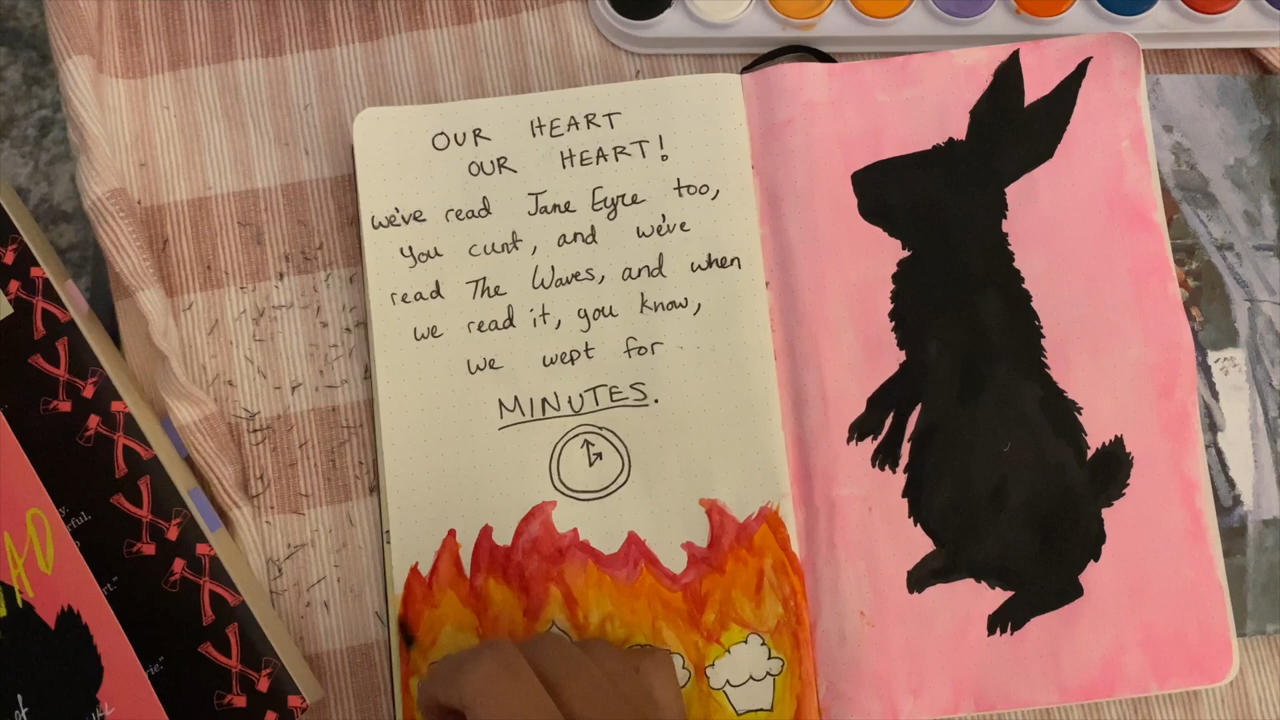 OUR HEART
OUR HEART!
we've read Jane Eyre too,
you cunt, and we've
read The Waves, and when
we read it, you know,
we wept for
MINUTES.